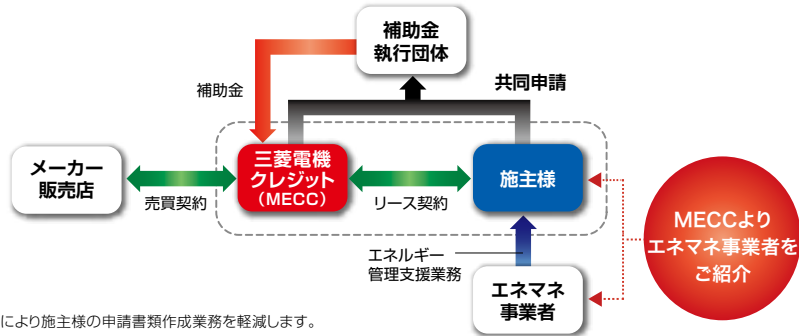 補助金
執行団体
補助金
共同申請
メーカー
販売店
売買契約
三菱電機
クレジット
（MECC）
リース契約
施主様
エネルギー
管理支援業務
エネマネ
事業者
MECCより
エネマネ事業者を
ご紹介
により施主様の申請書類作成業務を軽減します。